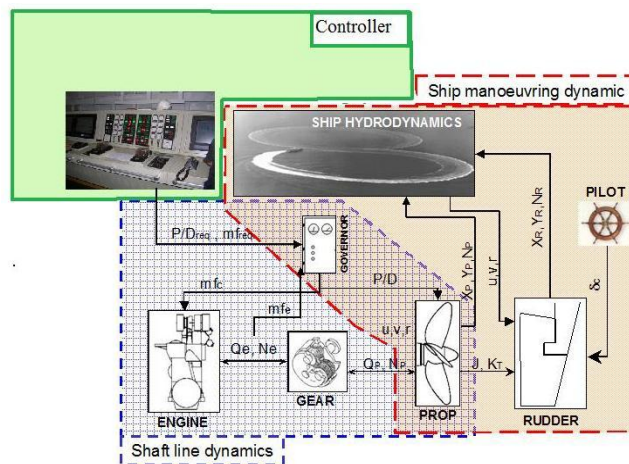 Controller
Ship manoeuvring dynamic
SHIP HYDRODYNAMICS
PILOT
GOVERNOR
P/Dreq , mfreq
XP,YP,NP
u,v,r
XR,YR,NR
δc
mfc
P/D
mfe
u,v,r
Qe, Ne
QP, NP
J, KT
ENGINE
GEAR
PROP
RUDDER
Shaft line dynamics